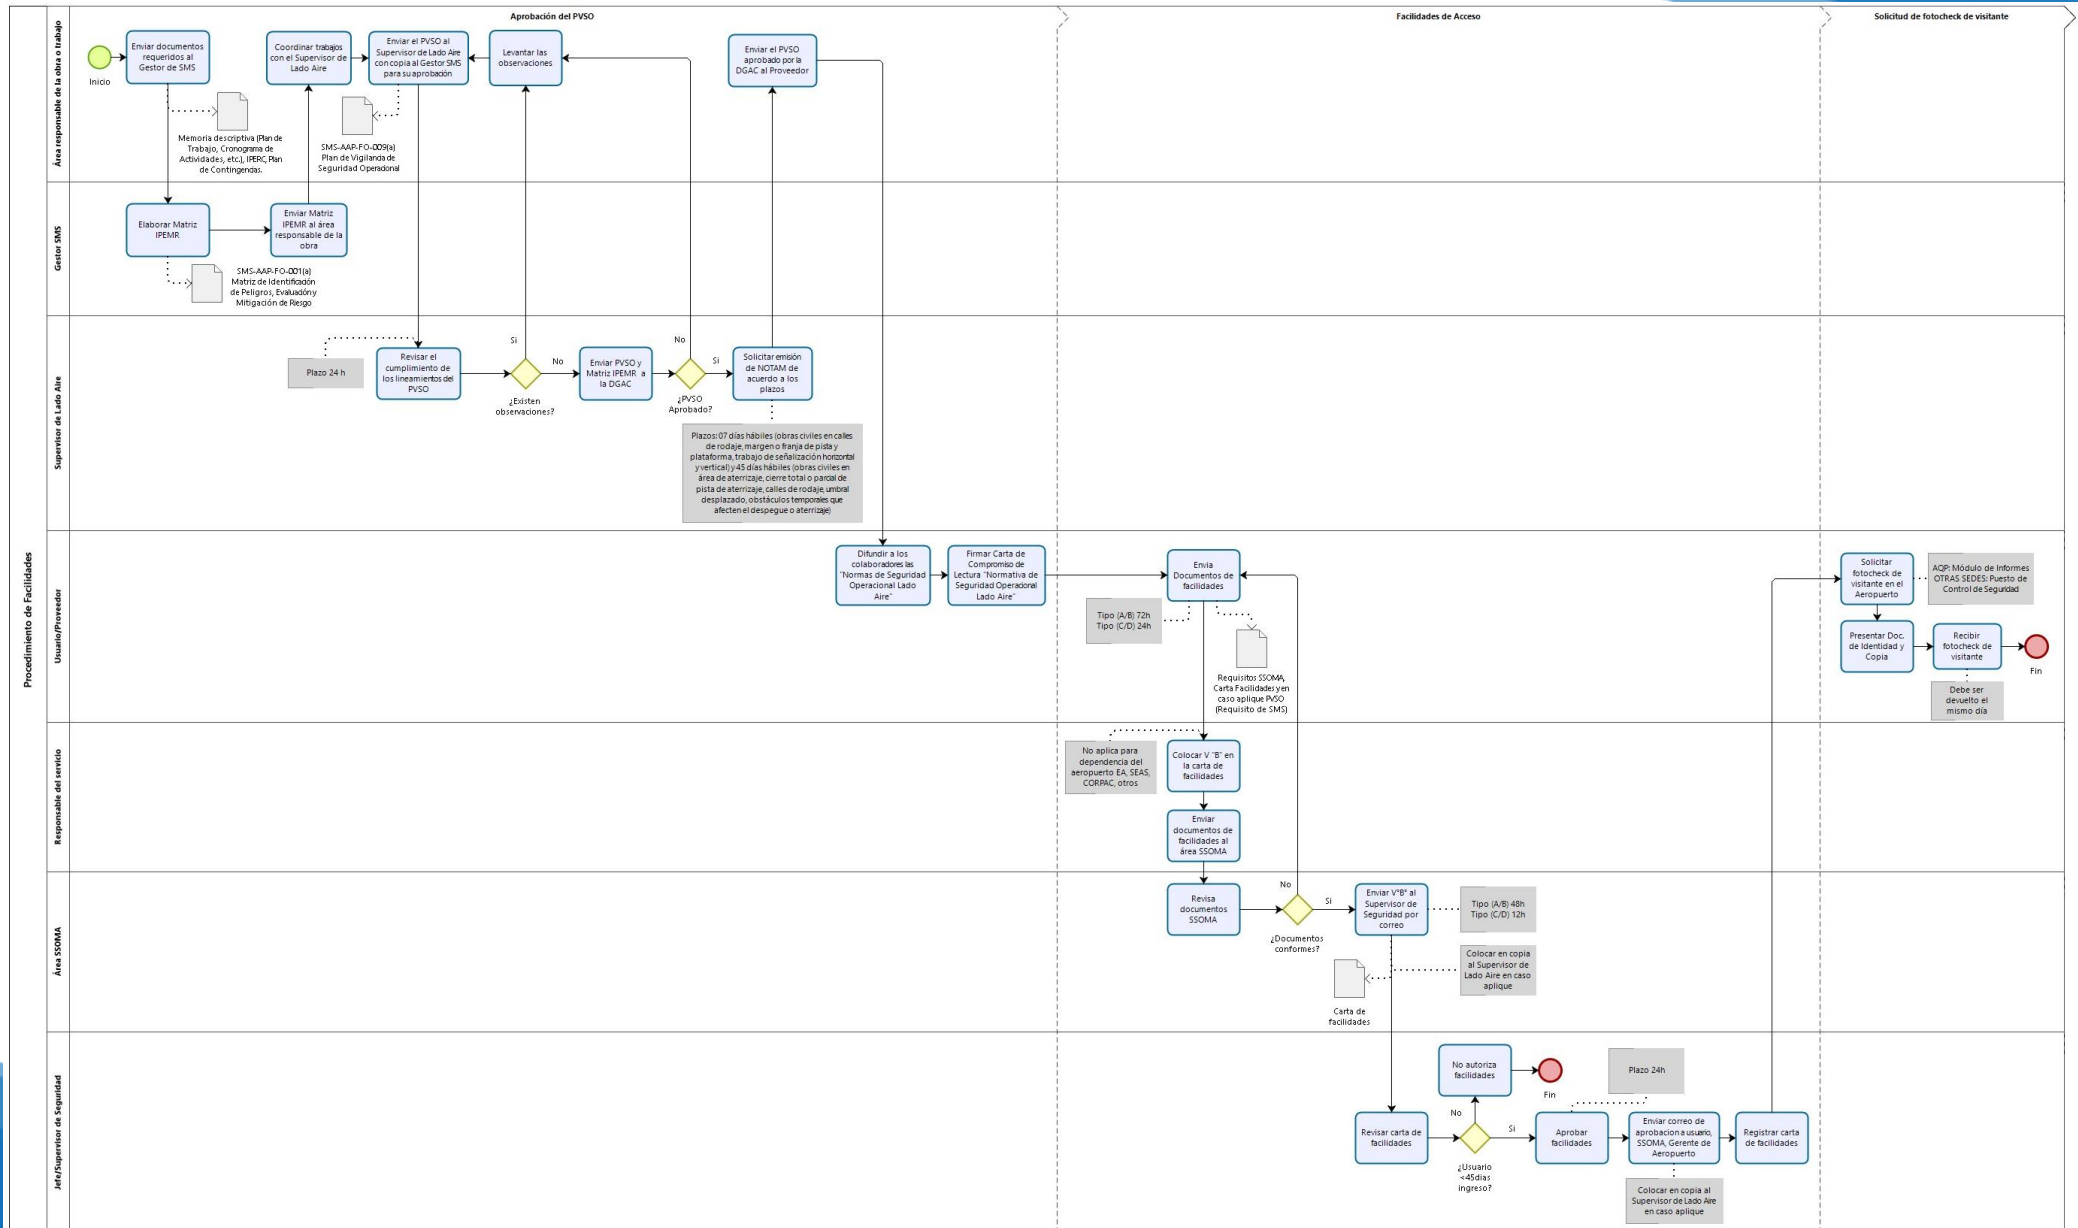 Aprobación del PVSO
Facilidades de Acceso
Solicitud de fotocheck de visitante
Procedimiento de Facilidades
Área responsable de la obra o trabajo
Inicio
Enviar documentos
requeridos al
Gestor de SMS
Memoria descriptiva (Plan de
Trabajo, Cronograma de
Actividades, etc.), IPERC, Plan
de Contingencias.
Coordinar trabajos
con el Supervisor de
Lado Aire
Enviar el PVSO al
Supervisor de Lado Aire
con copia al Gestor SMS
para su aprobación
SMS-AAP-FO-009(a)
Plan de Vigilancia de
Seguridad Operacional
Levantar las
observaciones
Enviar el PVSO
aprobado por la
DGAC al Proveedor
Gestor SMS
Elaborar Matriz
IPEMR
Enviar Matriz
IPEMR al área
responsable de la
obra
SMS-AAP-FO-001(a)
Matriz de Identificación
de Peligros, Evaluación y
Mitigación de Riesgo
Supervisor de Lado Aire
Plazo 24 h
Revisar el
cumplimiento de
los lineamientos del
PVSO
Si
No
¿Existen
observaciones?
Enviar PVSO y
Matriz IPEMR a
la DGAC
No
Si
¿PVSO
Aprobado?
Solicitar emisión
de NOTAM de
acuerdo a los
plazos
Plazos: 07 días hábiles (obras civiles en calles
de rodaje, margen o franja de pista y
plataforma, trabajo de señalización horizontal
y vertical) y 45 días hábiles (obras civiles en
área de aterrizaje, cierre total o parcial de
pista de aterrizaje, calles de rodaje, umbral
desplazado, obstáculos temporales que
afecten el despegue o aterrizaje)
Usuario/Proveedor
Difundir a los
colaboradores las
"Normas de Seguridad
Operacional Lado
Aire"
Firmar Carta de
Compromiso de
Lectura "Normativa de
Seguridad Operacional
Lado Aire"
Envia
Documentos de
facilidades
Tipo (A/B) 72h
Tipo (C/D) 24h
Requisitos SSOMA,
Carta Facilidades y en
caso aplique PVSO
(Requisito de SMS)
Solicitar
fotocheck de
visitante en el
Aeropuerto
AQP: Módulo de Informes
OTRAS SEDES: Puesto de
Control de Seguridad
Presentar Doc.
de Identidad y
Copia
Recibir
fotocheck de
visitante
Fin
Debe ser
devuelto el
mismo día
Responsable del servicio
No aplica para
dependencia del
aeropuerto EA, SEAS,
CORPAC, otros
Colocar V "B" en
la carta de
facilidades
Enviar
documentos de
facilidades al
área SSOMA
Área SSOMA
Revisa
documentos
SSOMA
No
Si
¿Documentos
conformes?
Enviar V°B° al
Supervisor de
Seguridad por
correo
Tipo (A/B) 48h
Tipo (C/D) 12h
Colocar en copia
al Supervisor de
Lado Aire en caso
aplique
Carta de
facilidades
Jefe/Supervisor de Seguridad
Revisar carta de
facilidades
No
Si
¿Usuario
<45dias
ingreso?
No autoriza
facilidades
Fin
Plazo 24h
Aprobar
facilidades
Enviar correo de
aprobacion a usuario,
SSOMA, Gerente de
Aeropuerto
Colocar en copia al
Supervisor de Lado Aire
en caso aplique
Registrar carta
de facilidades